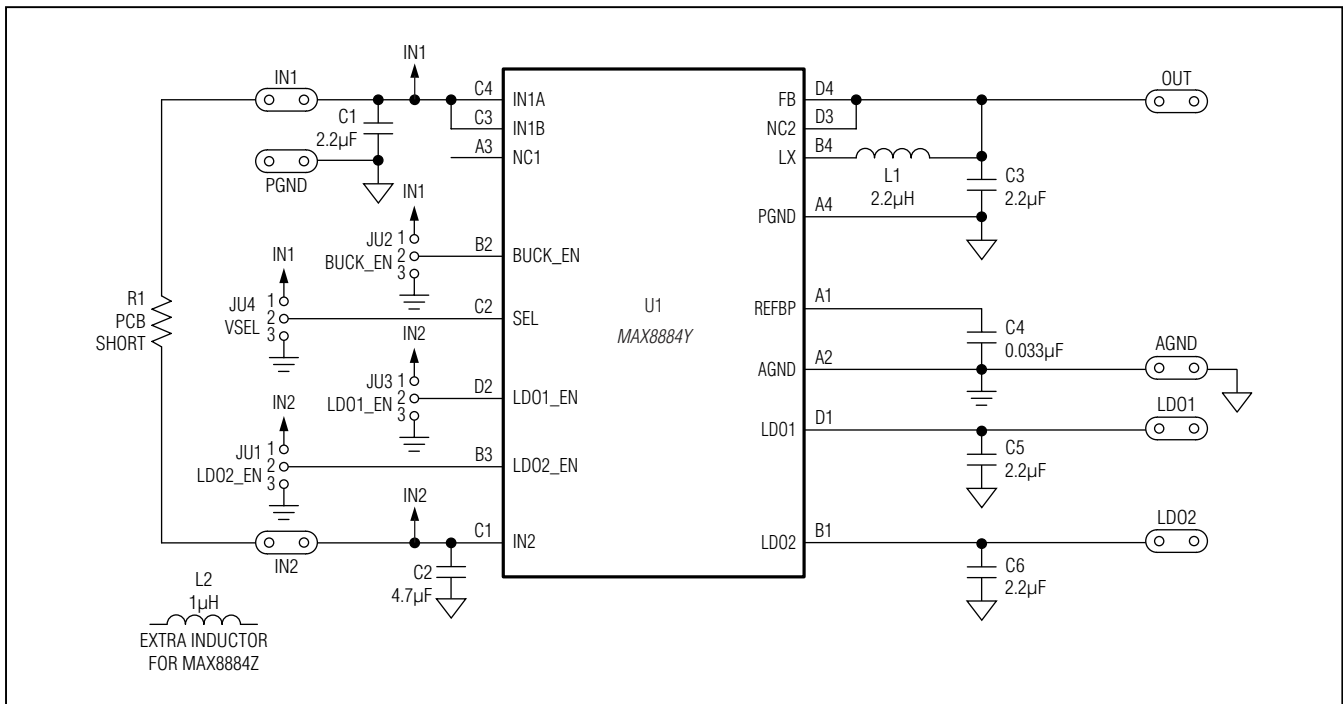 IN1
IN1
C1
2.2µF
PGND
C4
IN1A
C3
IN1B
A3
NC1
IN1
JU2
BUCK_EN
1
2
3
B2
BUCK_EN
IN1
JU4
VSEL
1
2
3
C2
SEL
R1
PCB
SHORT
IN2
JU3
LDO1_EN
1
2
3
D2
LDO1_EN
IN2
JU1
LDO2_EN
1
2
3
B3
LDO2_EN
IN2
IN2
C2
4.7µF
C1
IN2
L2
1µH
EXTRA INDUCTOR
FOR MAX8884Z
U1
MAX8884Y
FB
D4
NC2
D3
LX
B4
L1
2.2µH
C3
2.2µF
OUT
PGND
A4
REFBP
A1
C4
0.033µF
AGND
A2
AGND
LDO1
D1
LDO1
C5
2.2µF
LDO2
B1
LDO2
C6
2.2µF